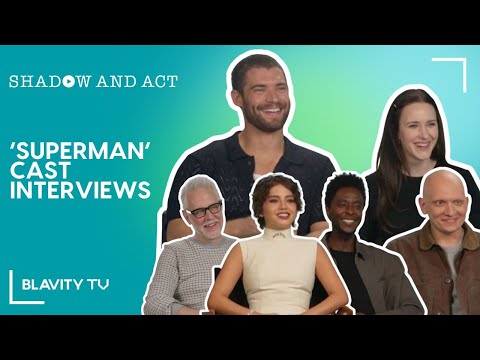 SHADOW AND ACT
'SUPERMAN'
CAST
INTERVIEWS
BLAVITY TV